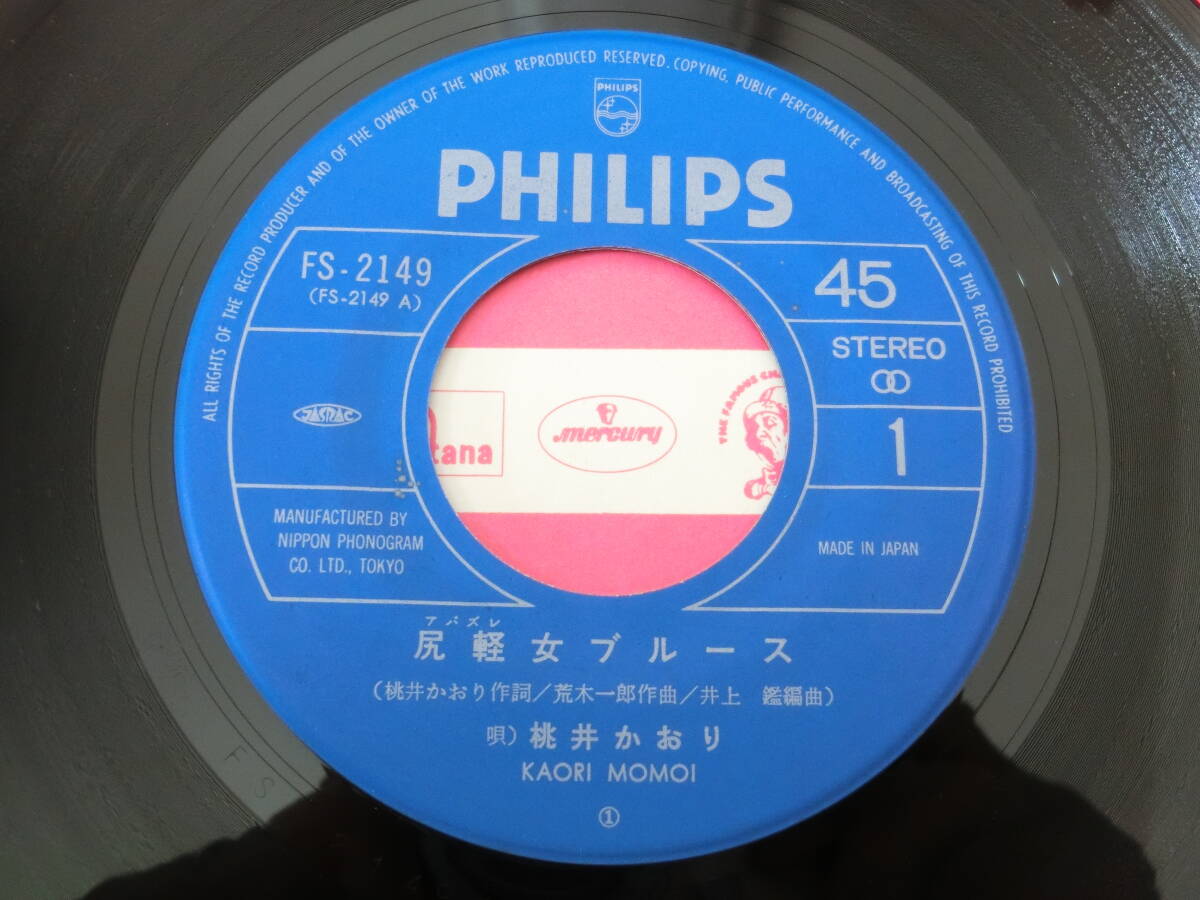 ALL RIGHTS OF THE RECORD PRODUCER AND OF THE OWNER OF THE WORK REPRODUCED RESERVED. COPYING, PUBLIC PERFORMANCE AND BROADCASTING OF THIS RECORD PROHIBITED
PHILIPS
PHILIPS
FS-2149
(FS-2149 A)
45
STEREO
1
JASRAC
MANUFACTURED BY
NIPPON PHONOGRAM
CO. LTD., TOKYO
MADE IN JAPAN
tana
mercury
THE FAMOUS
アバズレ
尻軽女ブルース
(桃井かおり作詞/荒木一郎作曲/井上 鑑編曲)
唄) 桃井かおり
KAORI MOMOI
①
F S